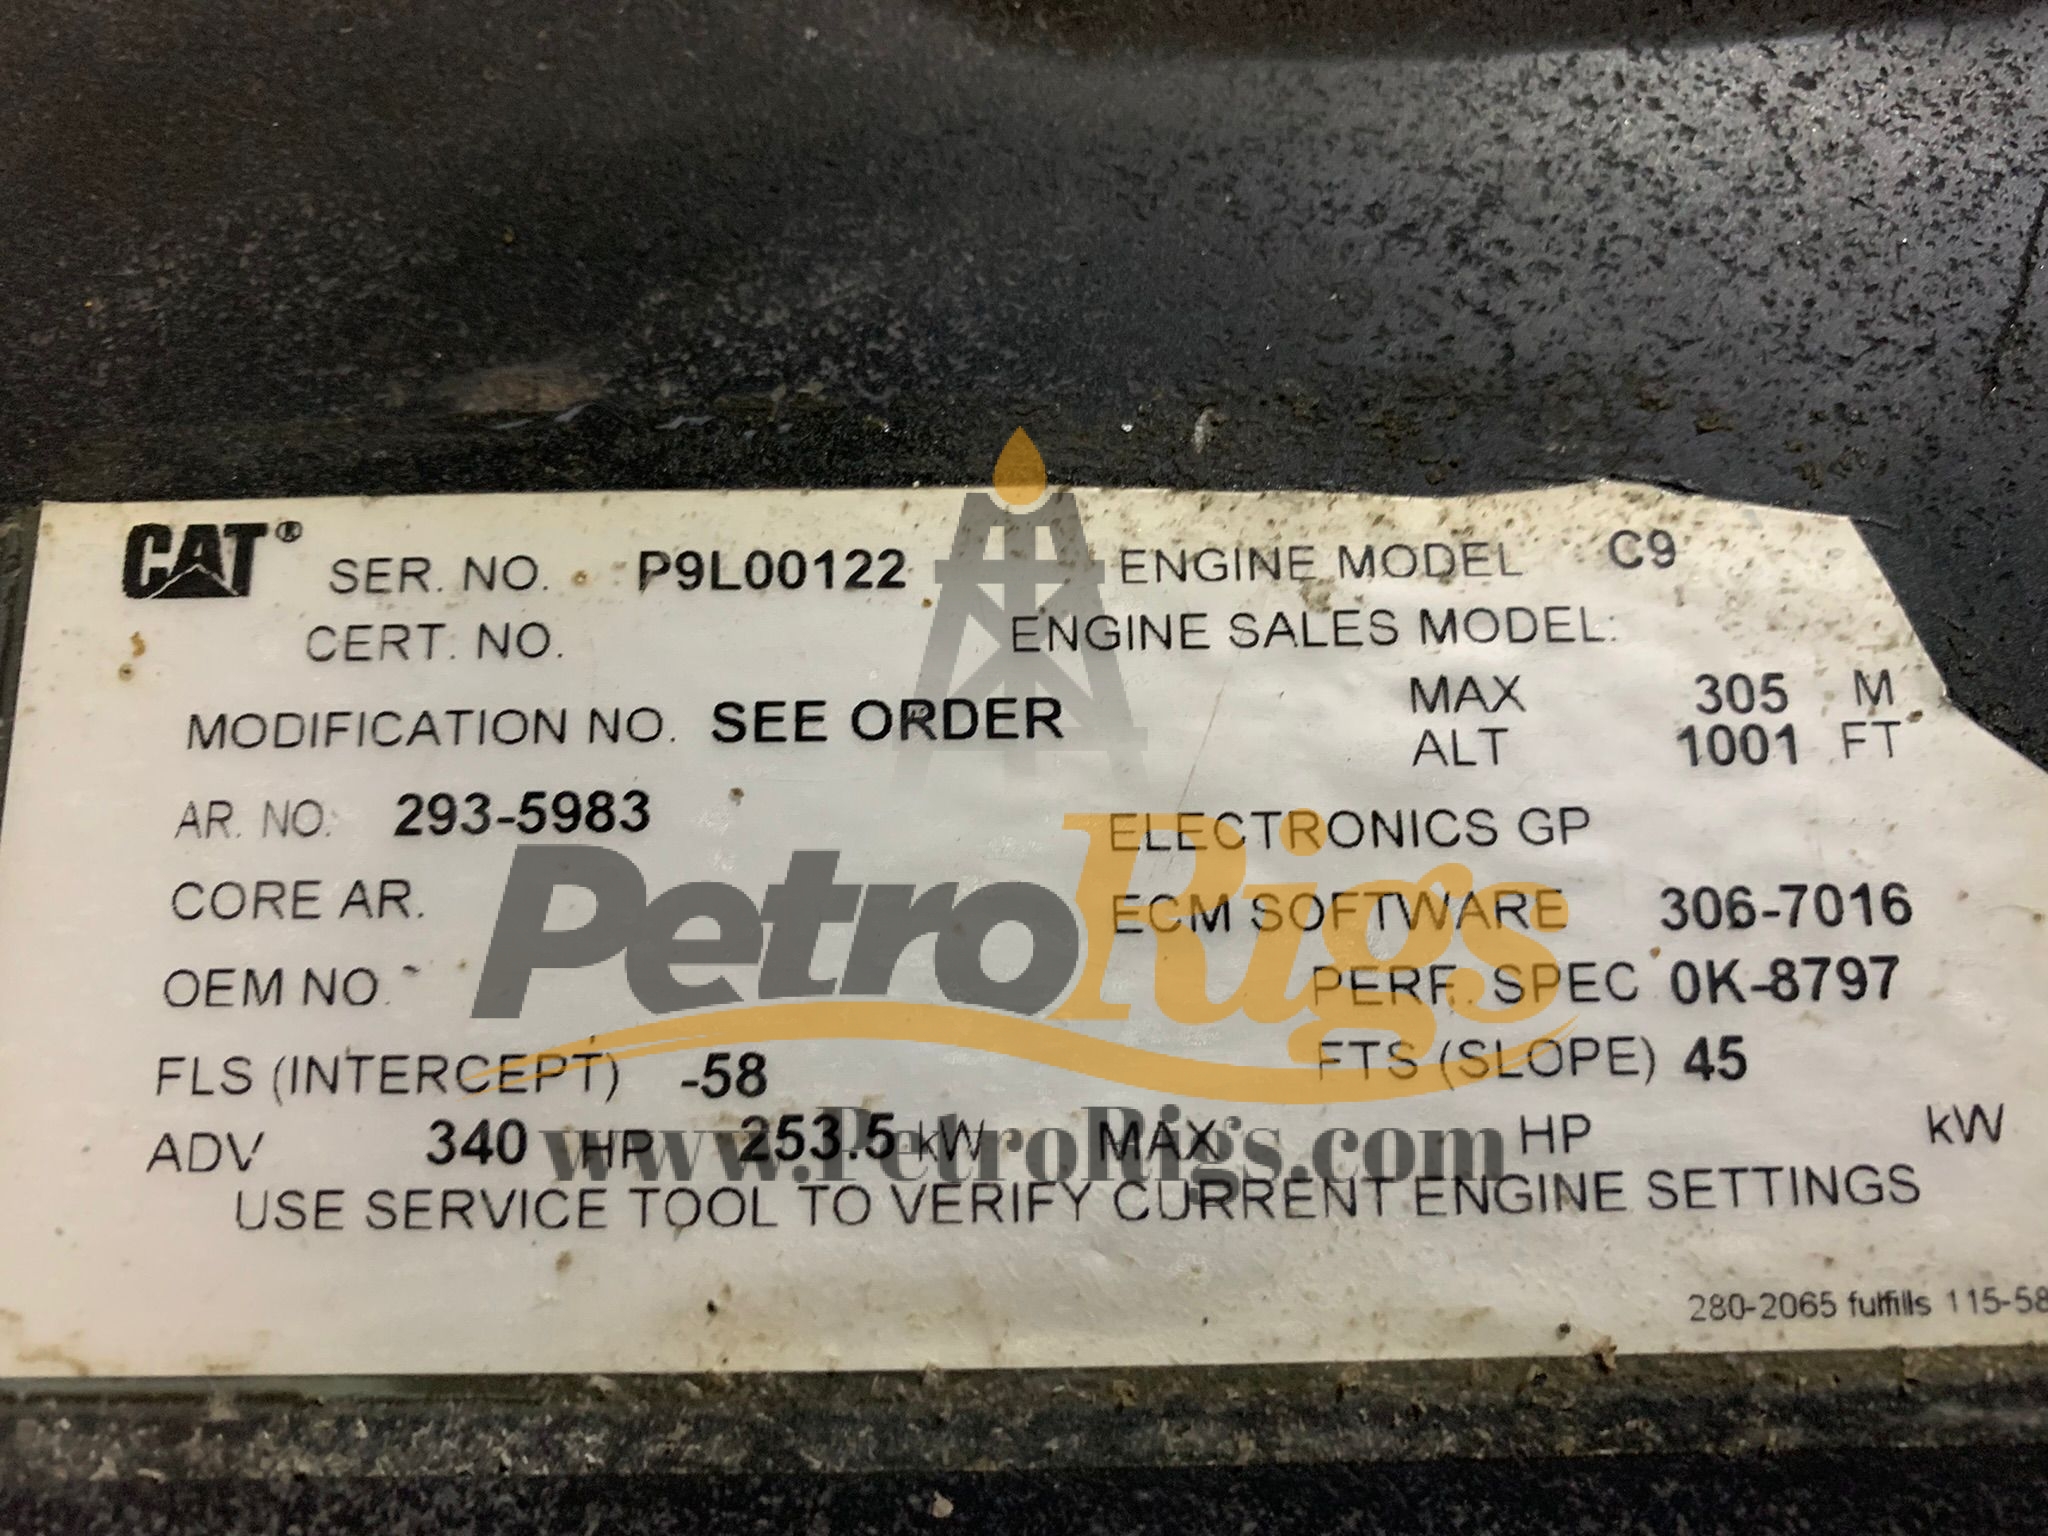 CAT® SER. NO. P9L00122 ENGINE MODEL C9
CERT. NO. ENGINE SALES MODEL:
MODIFICATION NO. SEE ORDER MAX 305 M
ALT 1001 FT
AR. NO. 293-5983 ELECTRONICS GP
CORE AR. ECM SOFTWARE 306-7016
PetroRigs
OEM NO. PERF. SPEC 0K-8797
FLS (INTERCEPT) -58 FTS (SLOPE) 45
ADV 340 HP 253.5 kW MAX HP kW
www.PetroRigs.com
USE SERVICE TOOL TO VERIFY CURRENT ENGINE SETTINGS
280-2065 fulfills 115-58